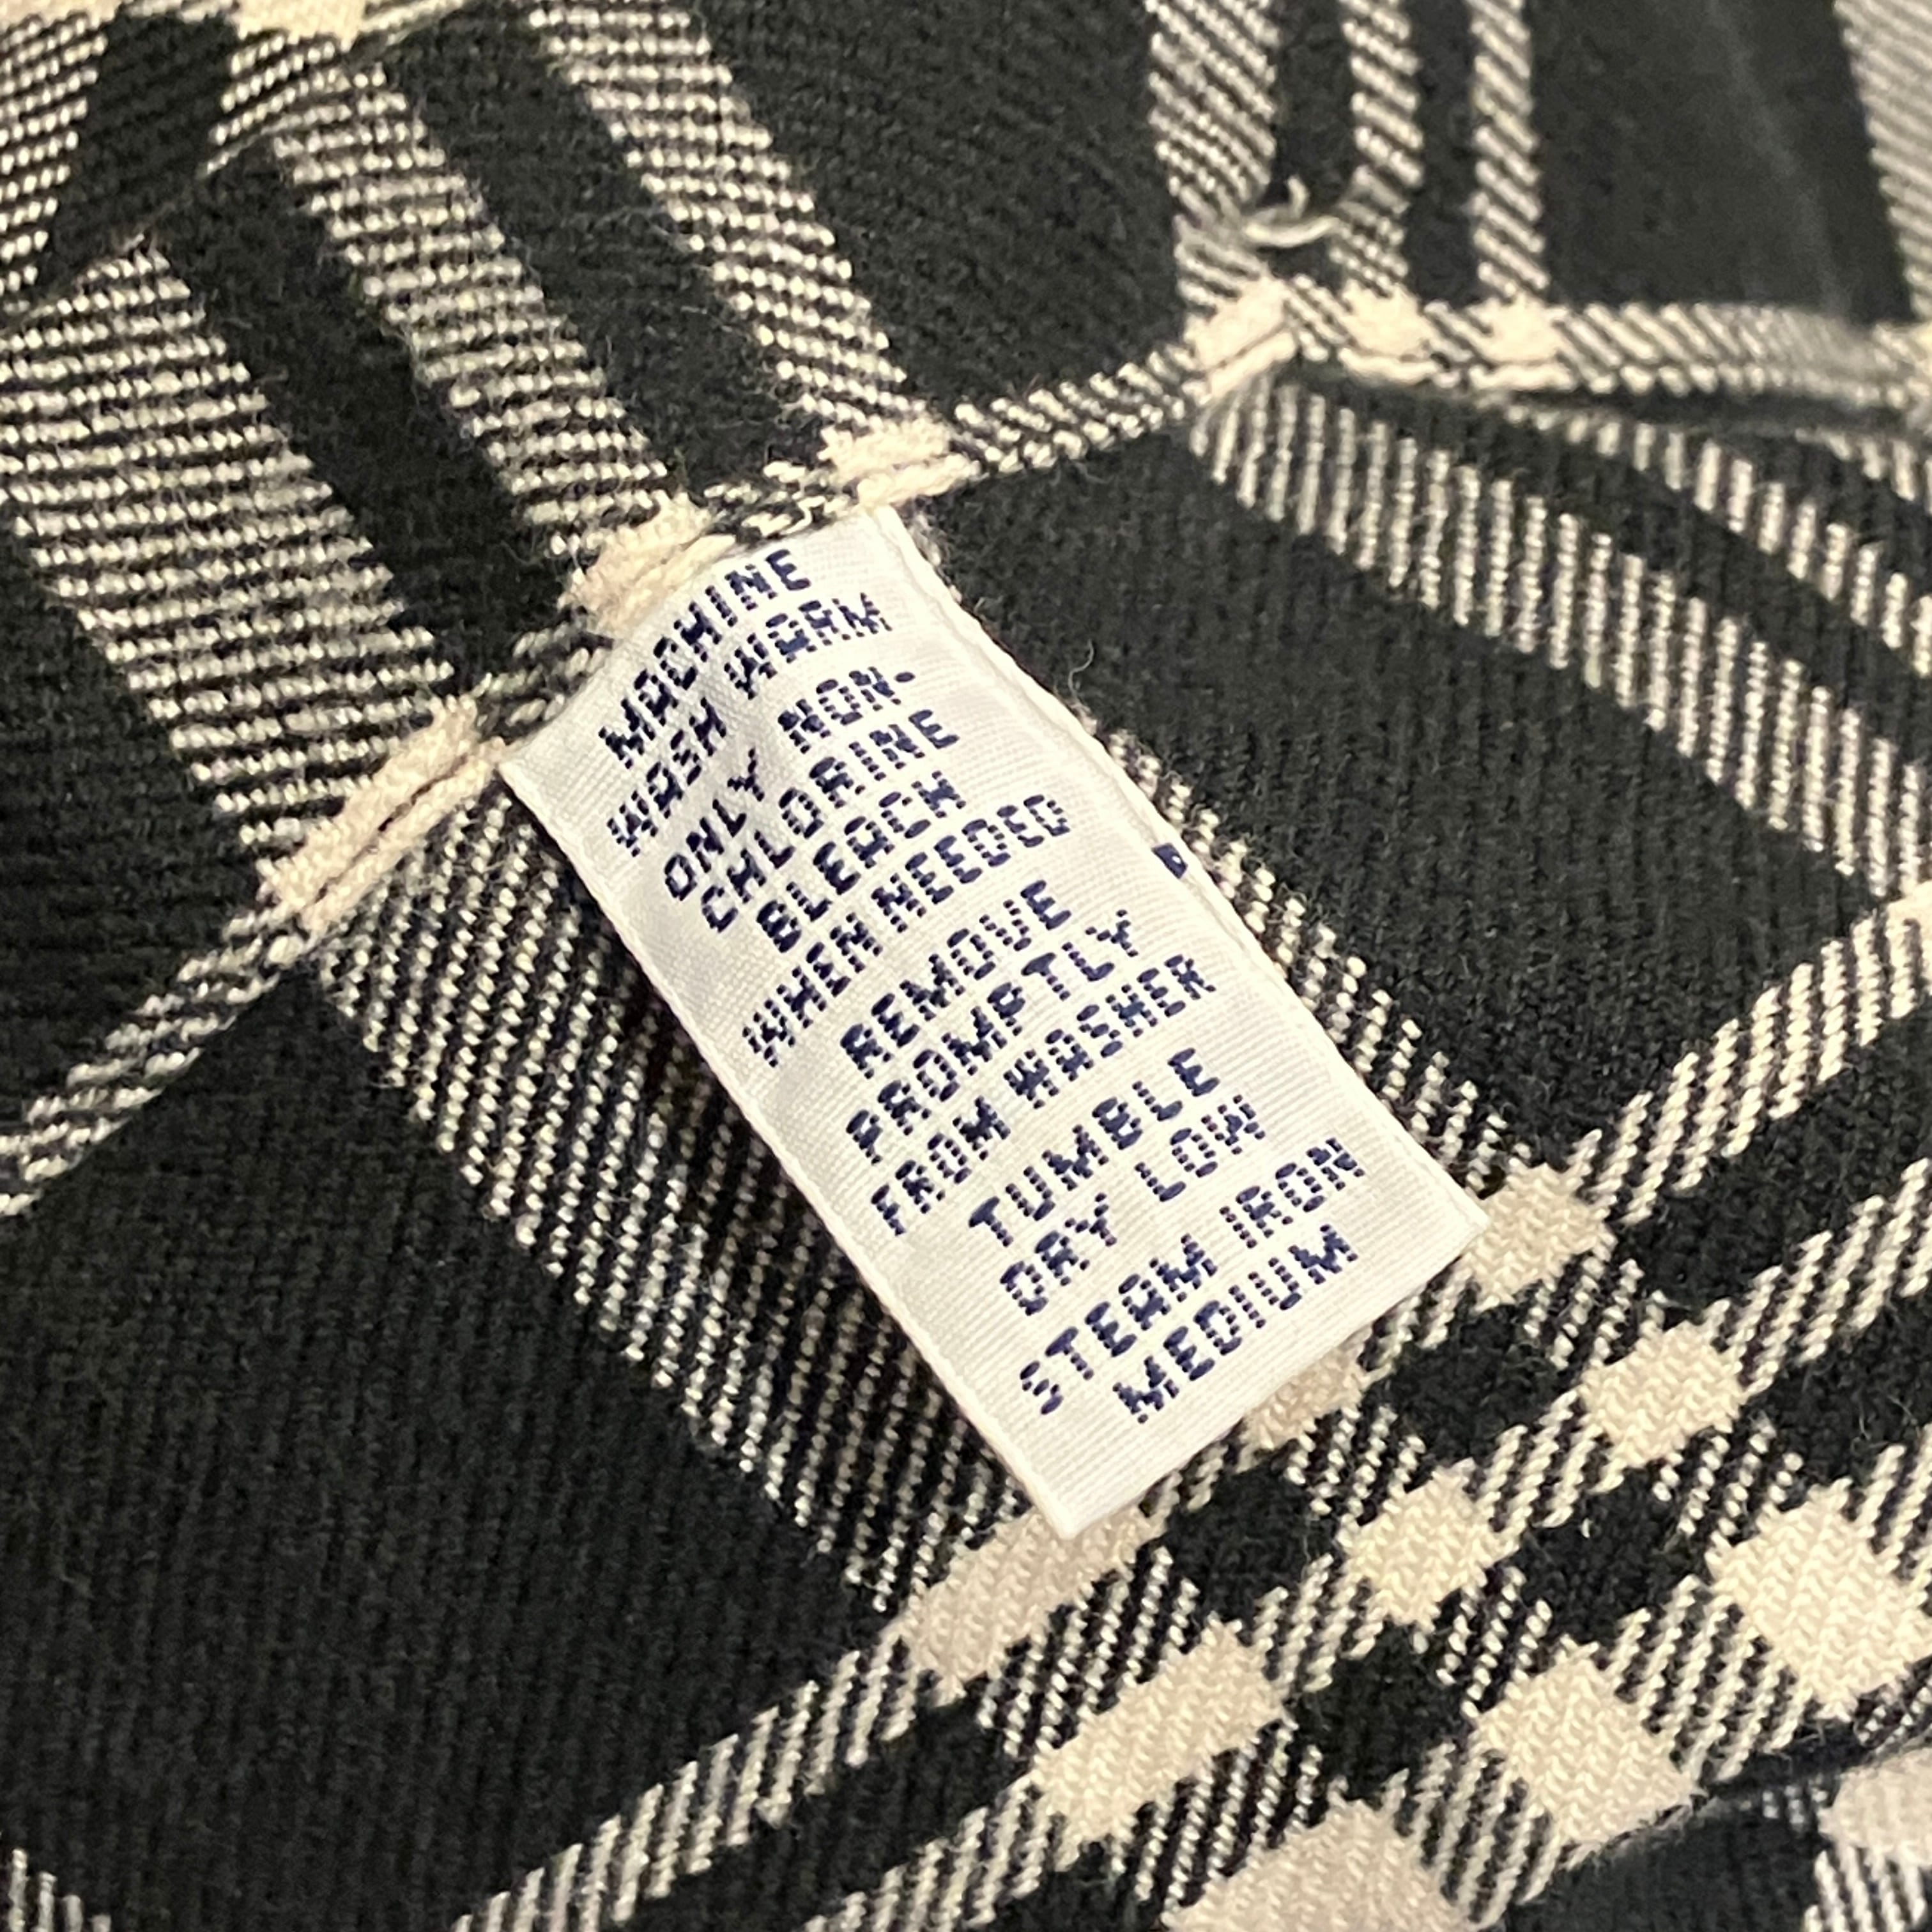 MACHINE
WASH WARM
ONLY NON-
CHLORINE
BLEACH
WHEN NEEDED
REMOVE
PROMPTLY
FROM WASHER
TUMBLE
DRY LOW
STEAM IRON
MEDIUM